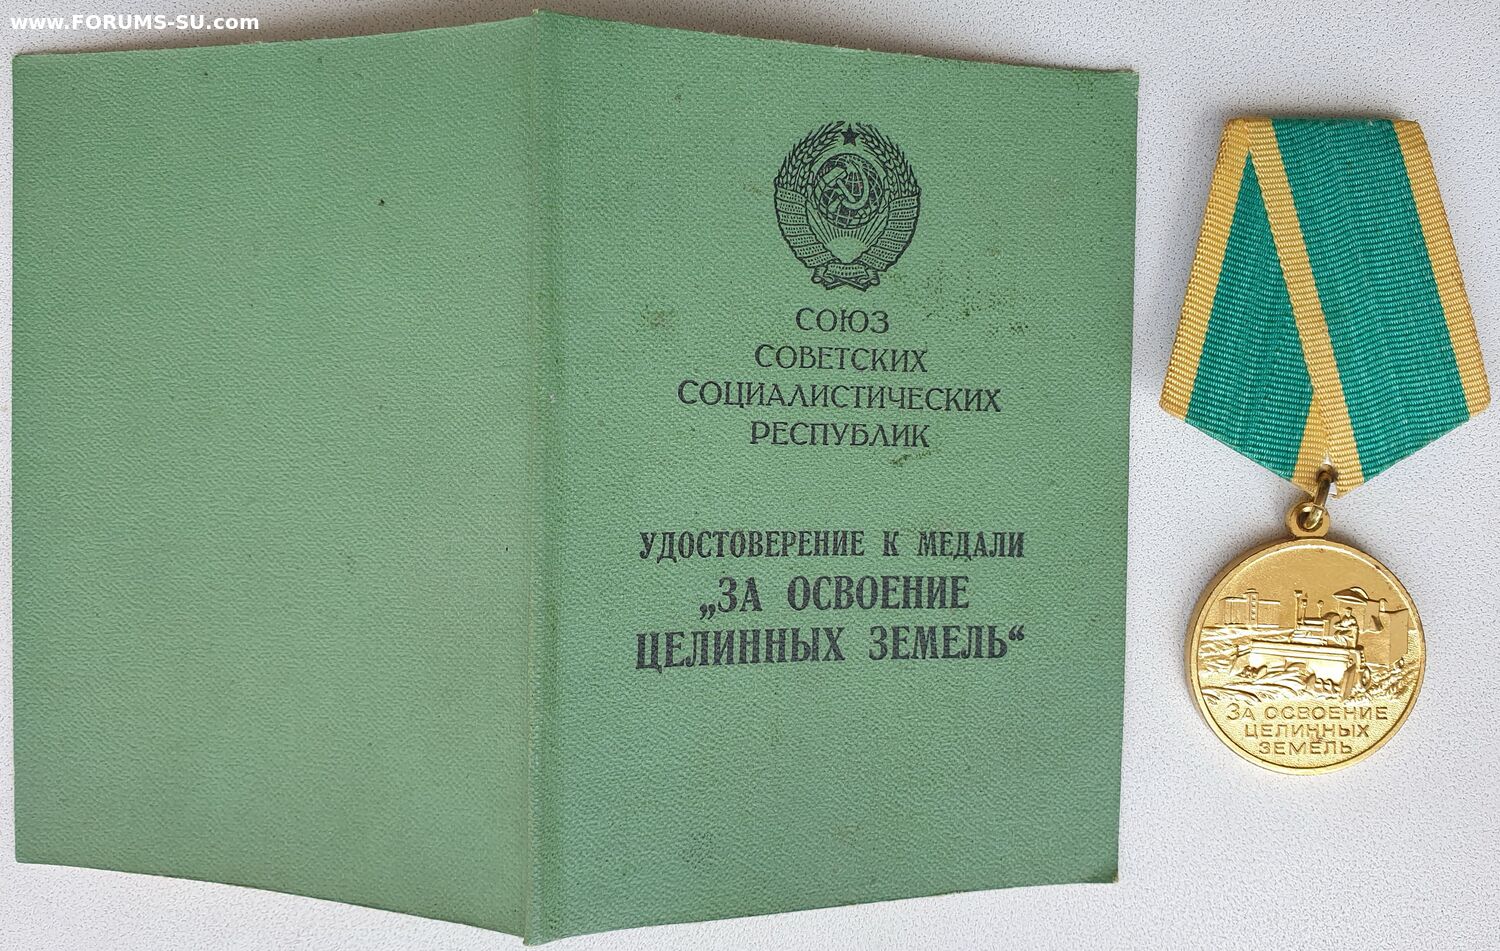 www.FORUMS-SU.com
СОЮЗ
СОВЕТСКИХ
СОЦИАЛИСТИЧЕСКИХ
РЕСПУБЛИК
УДОСТОВЕРЕНИЕ К МЕДАЛИ
„ЗА ОСВОЕНИЕ
ЦЕЛИННЫХ ЗЕМЕЛЬ“
ЗА ОСВОЕНИЕ
ЦЕЛИННЫХ
ЗЕМЕЛЬ